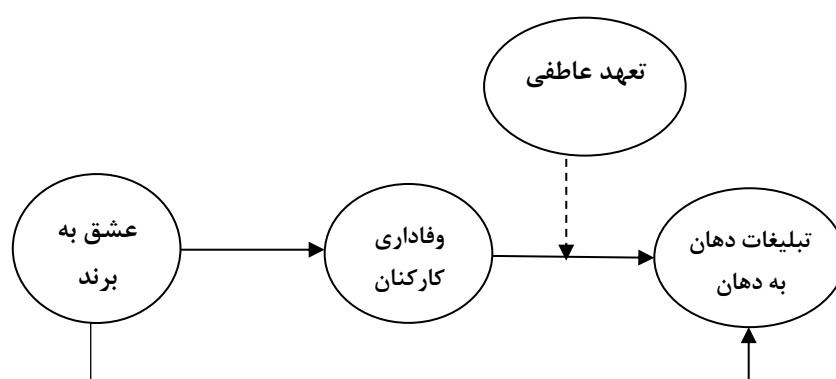 تعهد عاطفی
عشق به
برند
وفاداری
کارکنان
تبلیغات دهان
به دهان